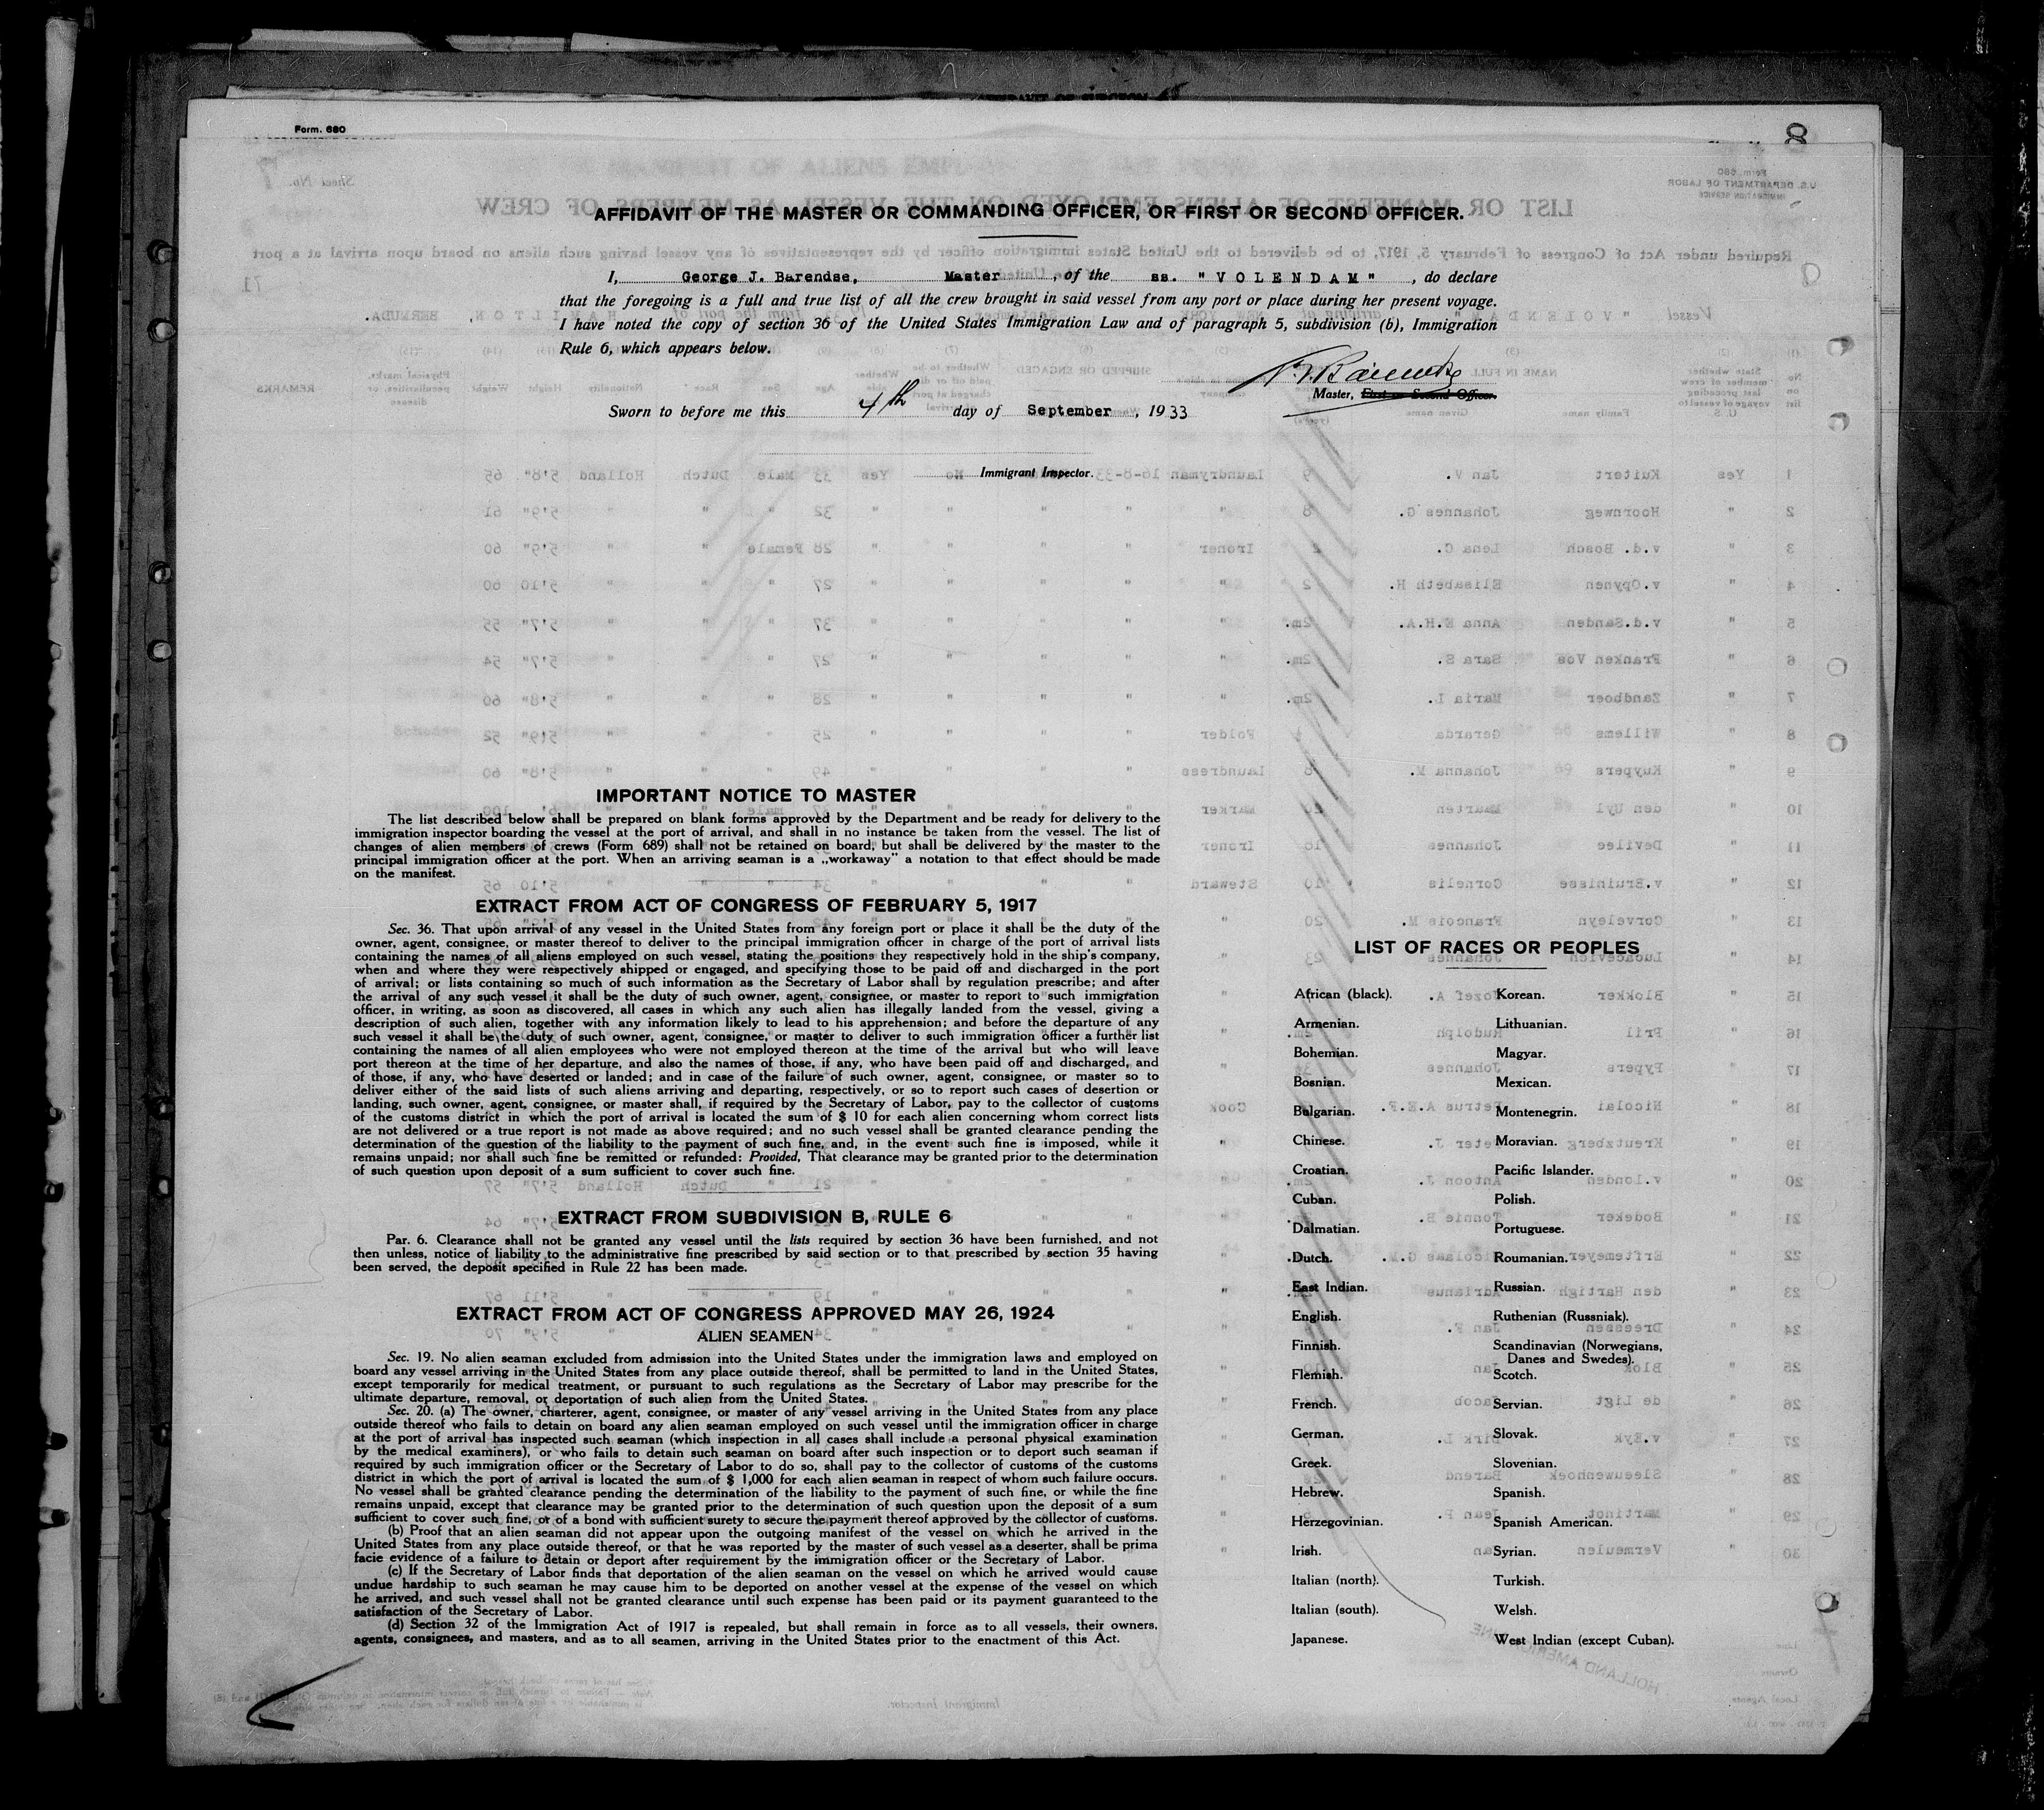 Form. 680
8
AFFIDAVIT OF THE MASTER OR COMMANDING OFFICER, OR FIRST OR SECOND OFFICER.
I, George J. Barendse, Master, of the ss. "VOLENDAM", do declare
that the foregoing is a full and true list of all the crew brought in said vessel from any port or place during her present voyage.
I have noted the copy of section 36 of the United States Immigration Law and of paragraph 5, subdivision (b), Immigration
Rule 6, which appears below.
Master, First or Second Officer.
Sworn to before me this 4th day of September, 1933
Immigrant Inspector.
IMPORTANT NOTICE TO MASTER
The list described below shall be prepared on blank forms approved by the Department and be ready for delivery to the
immigration inspector boarding the vessel at the port of arrival, and shall in no instance be taken from the vessel. The list of
changes of alien members of crews (Form 689) shall not be retained on board, but shall be delivered by the master to the
principal immigration officer at the port. When an arriving seaman is a „workaway" a notation to that effect should be made
on the manifest.
EXTRACT FROM ACT OF CONGRESS OF FEBRUARY 5, 1917
Sec. 36. That upon arrival of any vessel in the United States from any foreign port or place it shall be the duty of the
owner, agent, consignee, or master thereof to deliver to the principal immigration officer in charge of the port of arrival lists
containing the names of all aliens employed on such vessel, stating the positions they respectively hold in the ship's company,
when and where they were respectively shipped or engaged, and specifying those to be paid off and discharged in the port
of arrival; or lists containing so much of such information as the Secretary of Labor shall by regulation prescribe; and after
the arrival of any such vessel it shall be the duty of such owner, agent, consignee, or master to report to such immigration
officer, in writing, as soon as discovered, all cases in which any such alien has illegally landed from the vessel, giving a
description of such alien, together with any information likely to lead to his apprehension; and before the departure of any
such vessel it shall be the duty of such owner, agent, consignee, or master to deliver to such immigration officer a further list
containing the names of all alien employees who were not employed thereon at the time of the arrival but who will leave
port thereon at the time of her departure, and also the names of those, if any, who have been paid off and discharged, and
of those, if any, who have deserted or landed; and in case of the failure of such owner, agent, consignee, or master so to
deliver either of the said lists of such aliens arriving and departing, respectively, or so to report such cases of desertion or
landing, such owner, agent, consignee, or master shall, if required by the Secretary of Labor, pay to the collector of customs
of the customs district in which the port of arrival is located the sum of $ 10 for each alien concerning whom correct lists
are not delivered or a true report is not made as above required; and no such vessel shall be granted clearance pending the
determination of the question of the liability to the payment of such fine, and, in the event such fine is imposed, while it
remains unpaid; nor shall such fine be remitted or refunded: Provided, That clearance may be granted prior to the determination
of such question upon deposit of a sum sufficient to cover such fine.
EXTRACT FROM SUBDIVISION B, RULE 6
Par. 6. Clearance shall not be granted any vessel until the lists required by section 36 have been furnished, and not
then unless, notice of liability to the administrative fine prescribed by said section or to that prescribed by section 35 having
been served, the deposit specified in Rule 22 has been made.
EXTRACT FROM ACT OF CONGRESS APPROVED MAY 26, 1924
ALIEN SEAMEN
Sec. 19. No alien seaman excluded from admission into the United States under the immigration laws and employed on
board any vessel arriving in the United States from any place outside thereof, shall be permitted to land in the United States,
except temporarily for medical treatment, or pursuant to such regulations as the Secretary of Labor may prescribe for the
ultimate departure, removal, or deportation of such alien from the United States.
Sec. 20. (a) The owner, charterer, agent, consignee, or master of any vessel arriving in the United States from any place
outside thereof who fails to detain on board any alien seaman employed on such vessel until the immigration officer in charge
at the port of arrival has inspected such seaman (which inspection in all cases shall include a personal physical examination
by the medical examiners), or who fails to detain such seaman on board after such inspection or to deport such seaman if
required by such immigration officer or the Secretary of Labor to do so, shall pay to the collector of customs of the customs
district in which the port of arrival is located the sum of $ 1,000 for each alien seaman in respect of whom such failure occurs.
No vessel shall be granted clearance pending the determination of the liability to the payment of such fine, or while the fine
remains unpaid, except that clearance may be granted prior to the determination of such question upon the deposit of a sum
sufficient to cover such fine, or of a bond with sufficient surety to secure the payment thereof approved by the collector of customs.
(b) Proof that an alien seaman did not appear upon the outgoing manifest of the vessel on which he arrived in the
United States from any place outside thereof, or that he was reported by the master of such vessel as a deserter, shall be prima
facie evidence of a failure to detain or deport after requirement by the immigration officer or the Secretary of Labor.
(c) If the Secretary of Labor finds that deportation of the alien seaman on the vessel on which he arrived would cause
undue hardship to such seaman he may cause him to be deported on another vessel at the expense of the vessel on which
he arrived, and such vessel shall not be granted clearance until such expense has been paid or its payment guaranteed to the
satisfaction of the Secretary of Labor.
(d) Section 32 of the Immigration Act of 1917 is repealed, but shall remain in force as to all vessels, their owners,
agents, consignees, and masters, and as to all seamen, arriving in the United States prior to the enactment of this Act.
LIST OF RACES OR PEOPLES
African (black). Korean.
Armenian. Lithuanian.
Bohemian. Magyar.
Bosnian. Mexican.
Bulgarian. Montenegrin.
Chinese. Moravian.
Croatian. Pacific Islander.
Cuban. Polish.
Dalmatian. Portuguese.
Dutch. Roumanian.
East Indian. Russian.
English. Ruthenian (Russniak).
Finnish. Scandinavian (Norwegians,
Danes and Swedes).
Flemish. Scotch.
French. Servian.
German. Slovak.
Greek. Slovenian.
Hebrew. Spanish.
Herzegovinian. Spanish American.
Irish. Syrian.
Italian (north). Turkish.
Italian (south). Welsh.
Japanese. West Indian (except Cuban).